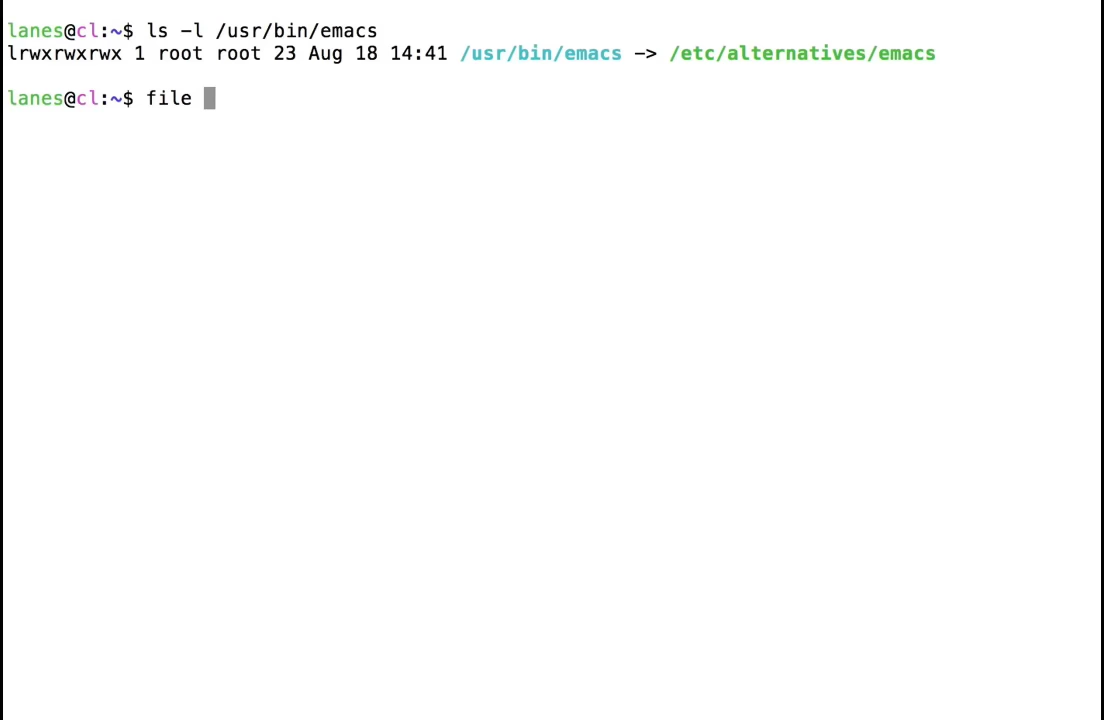 lanes@cl:~$ ls -l /usr/bin/emacs
lrwxrwxrwx 1 root root 23 Aug 18 14:41 /usr/bin/emacs -> /etc/alternatives/emacs
lanes@cl:~$ file